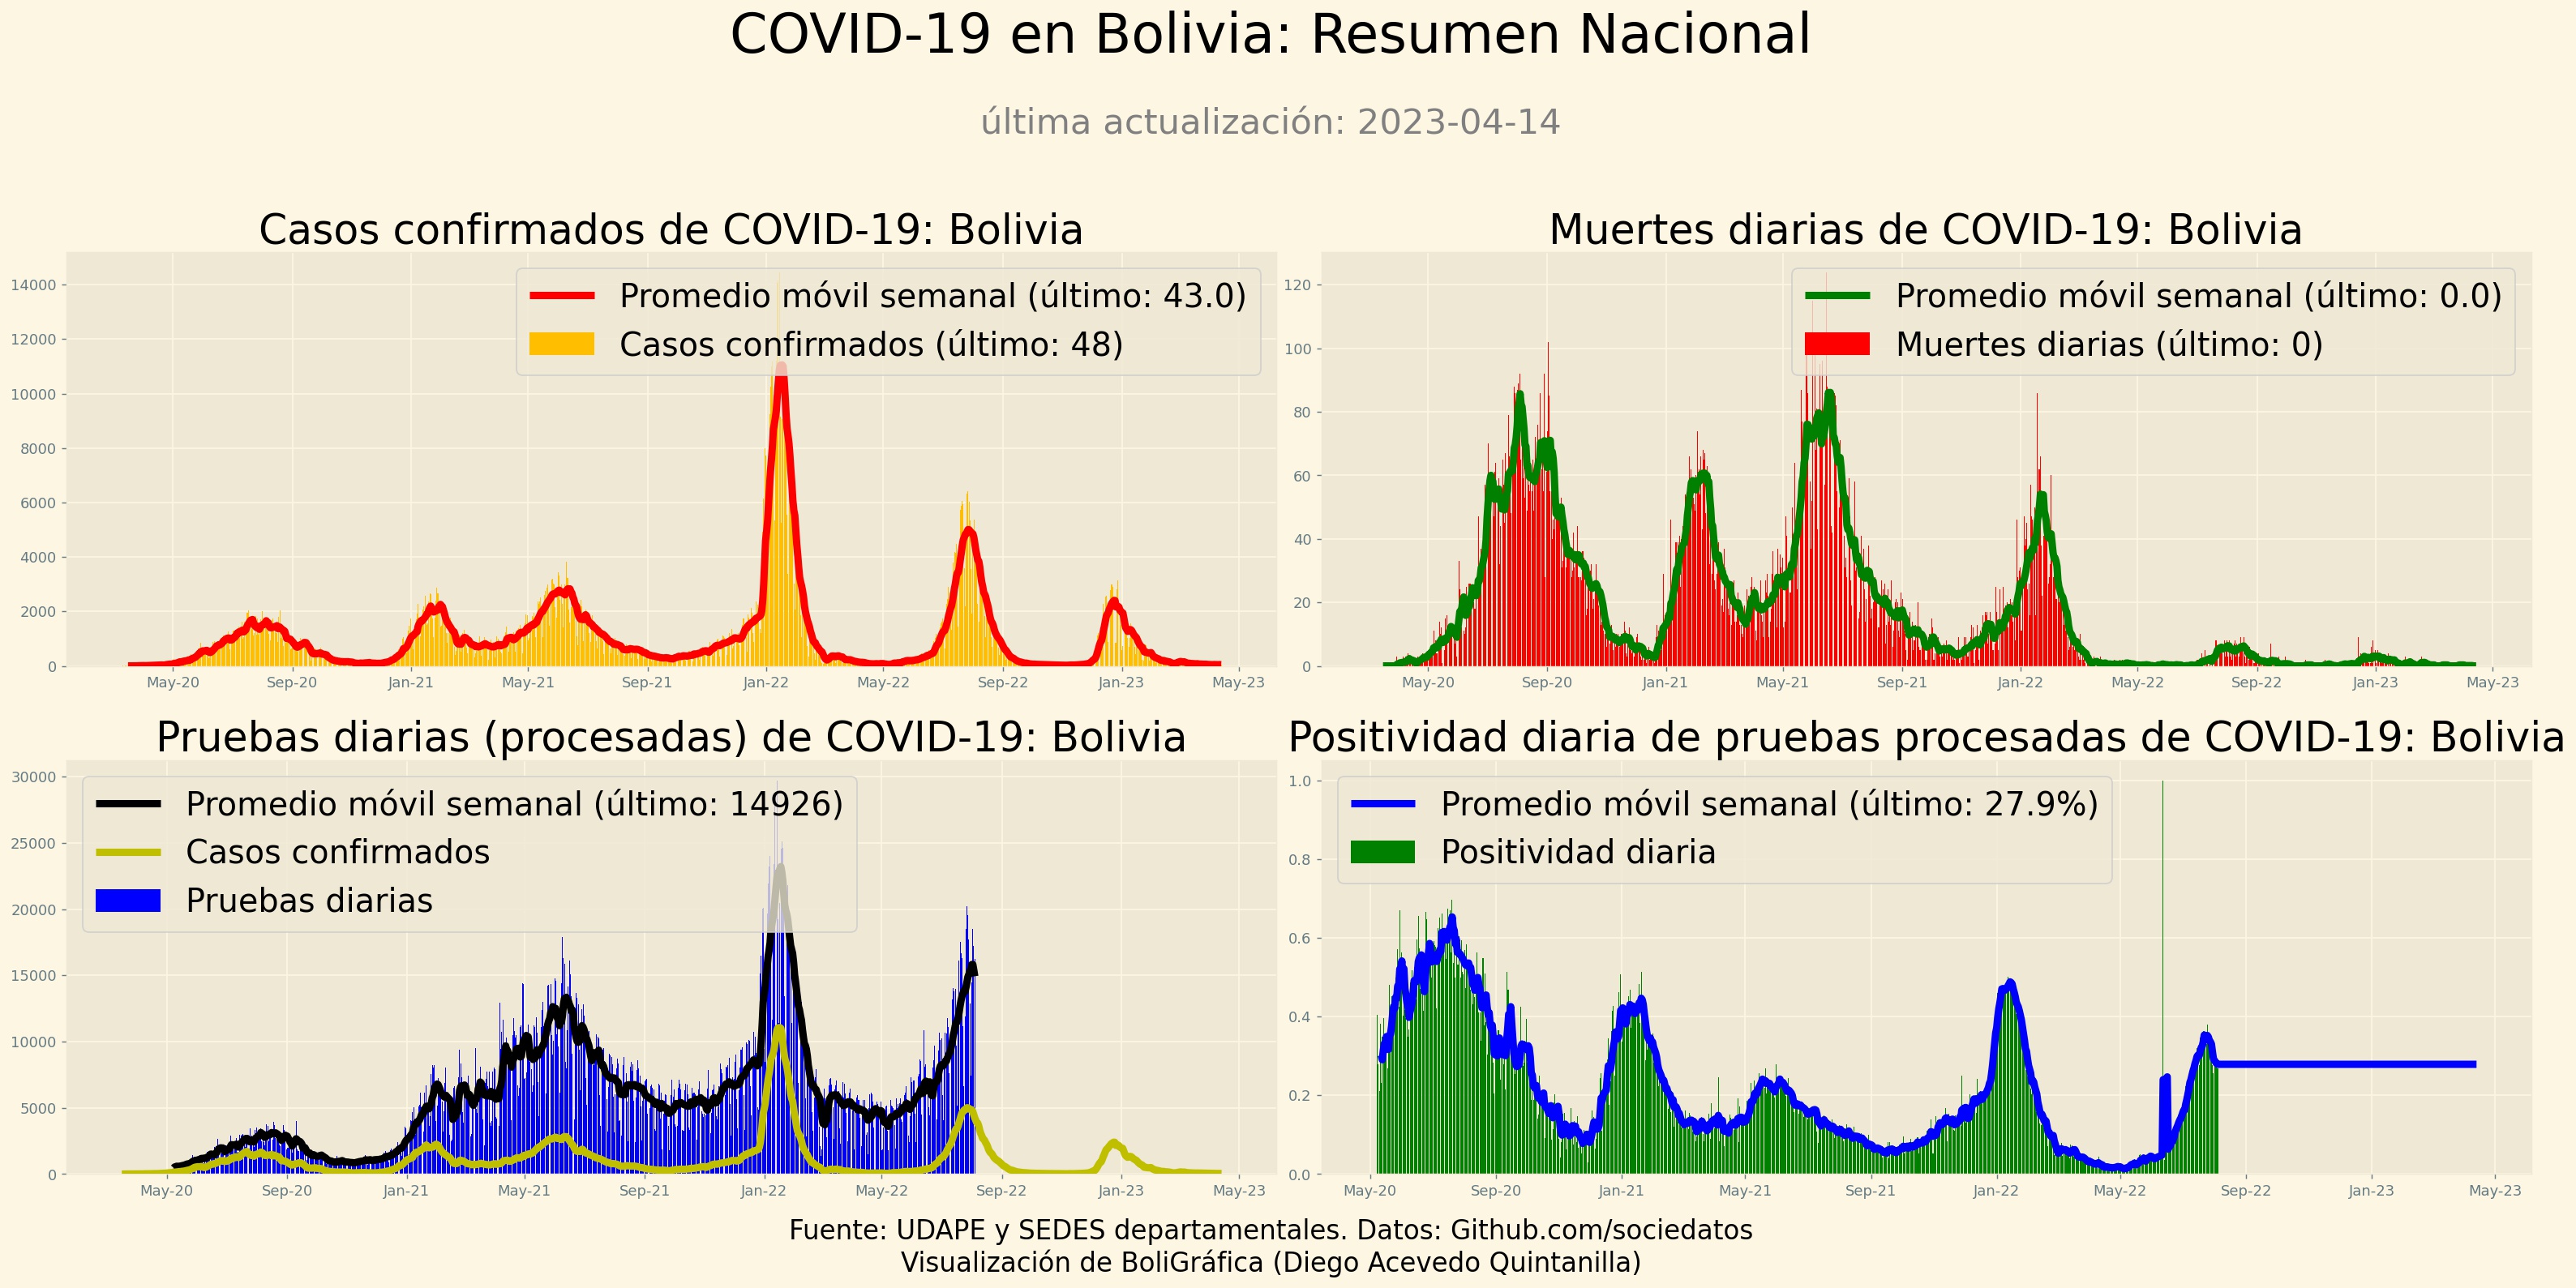 COVID-19 en Bolivia: Resumen Nacional
última actualización: 2023-04-14
Casos confirmados de COVID-19: Bolivia
14000
12000
10000
8000
6000
4000
2000
0
Promedio móvil semanal (último: 43.0)
Casos confirmados (último: 48)
May-20 Sep-20 Jan-21 May-21 Sep-21 Jan-22 May-22 Sep-22 Jan-23 May-23
Muertes diarias de COVID-19: Bolivia
120
100
80
60
40
20
0
Promedio móvil semanal (último: 0.0)
Muertes diarias (último: 0)
May-20 Sep-20 Jan-21 May-21 Sep-21 Jan-22 May-22 Sep-22 Jan-23 May-23
Pruebas diarias (procesadas) de COVID-19: Bolivia
30000
25000
20000
15000
10000
5000
0
Promedio móvil semanal (último: 14926)
Casos confirmados
Pruebas diarias
May-20 Sep-20 Jan-21 May-21 Sep-21 Jan-22 May-22 Sep-22 Jan-23 May-23
Positividad diaria de pruebas procesadas de COVID-19: Bolivia
1.0
0.8
0.6
0.4
0.2
0.0
Promedio móvil semanal (último: 27.9%)
Positividad diaria
May-20 Sep-20 Jan-21 May-21 Sep-21 Jan-22 May-22 Sep-22 Jan-23 May-23
Fuente: UDAPE y SEDES departamentales. Datos: Github.com/sociedatos
Visualización de BoliGráfica (Diego Acevedo Quintanilla)